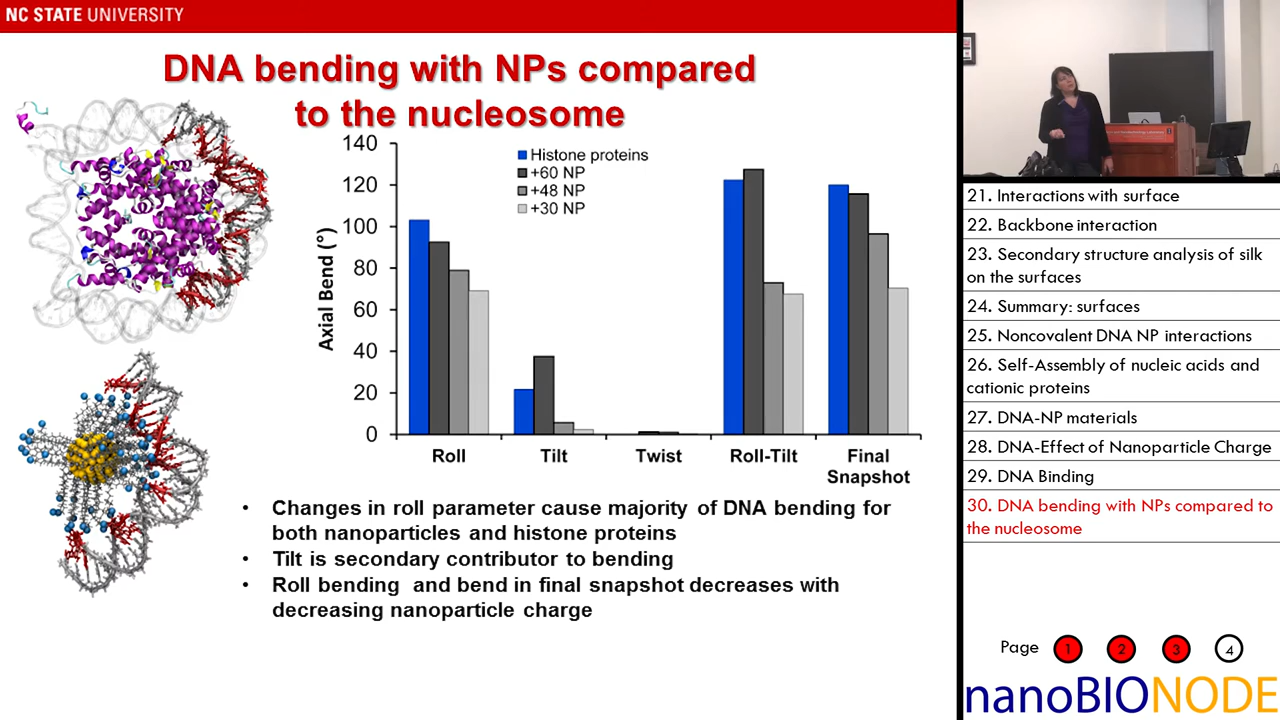 NC STATE UNIVERSITY
DNA bending with NPs compared
to the nucleosome
140
120
100
80
60
40
20
0
Axial Bend (°)
Histone proteins
+60 NP
+48 NP
+30 NP
Roll
Tilt
Twist
Roll-Tilt
Final
Snapshot
• Changes in roll parameter cause majority of DNA bending for
both nanoparticles and histone proteins
• Tilt is secondary contributor to bending
• Roll bending and bend in final snapshot decreases with
decreasing nanoparticle charge
21. Interactions with surface
22. Backbone interaction
23. Secondary structure analysis of silk
on the surfaces
24. Summary: surfaces
25. Noncovalent DNA NP interactions
26. Self-Assembly of nucleic acids and
cationic proteins
27. DNA-NP materials
28. DNA-Effect of Nanoparticle Charge
29. DNA Binding
30. DNA bending with NPs compared to
the nucleosome
Page 1 2 3 4
nanoBIONODE